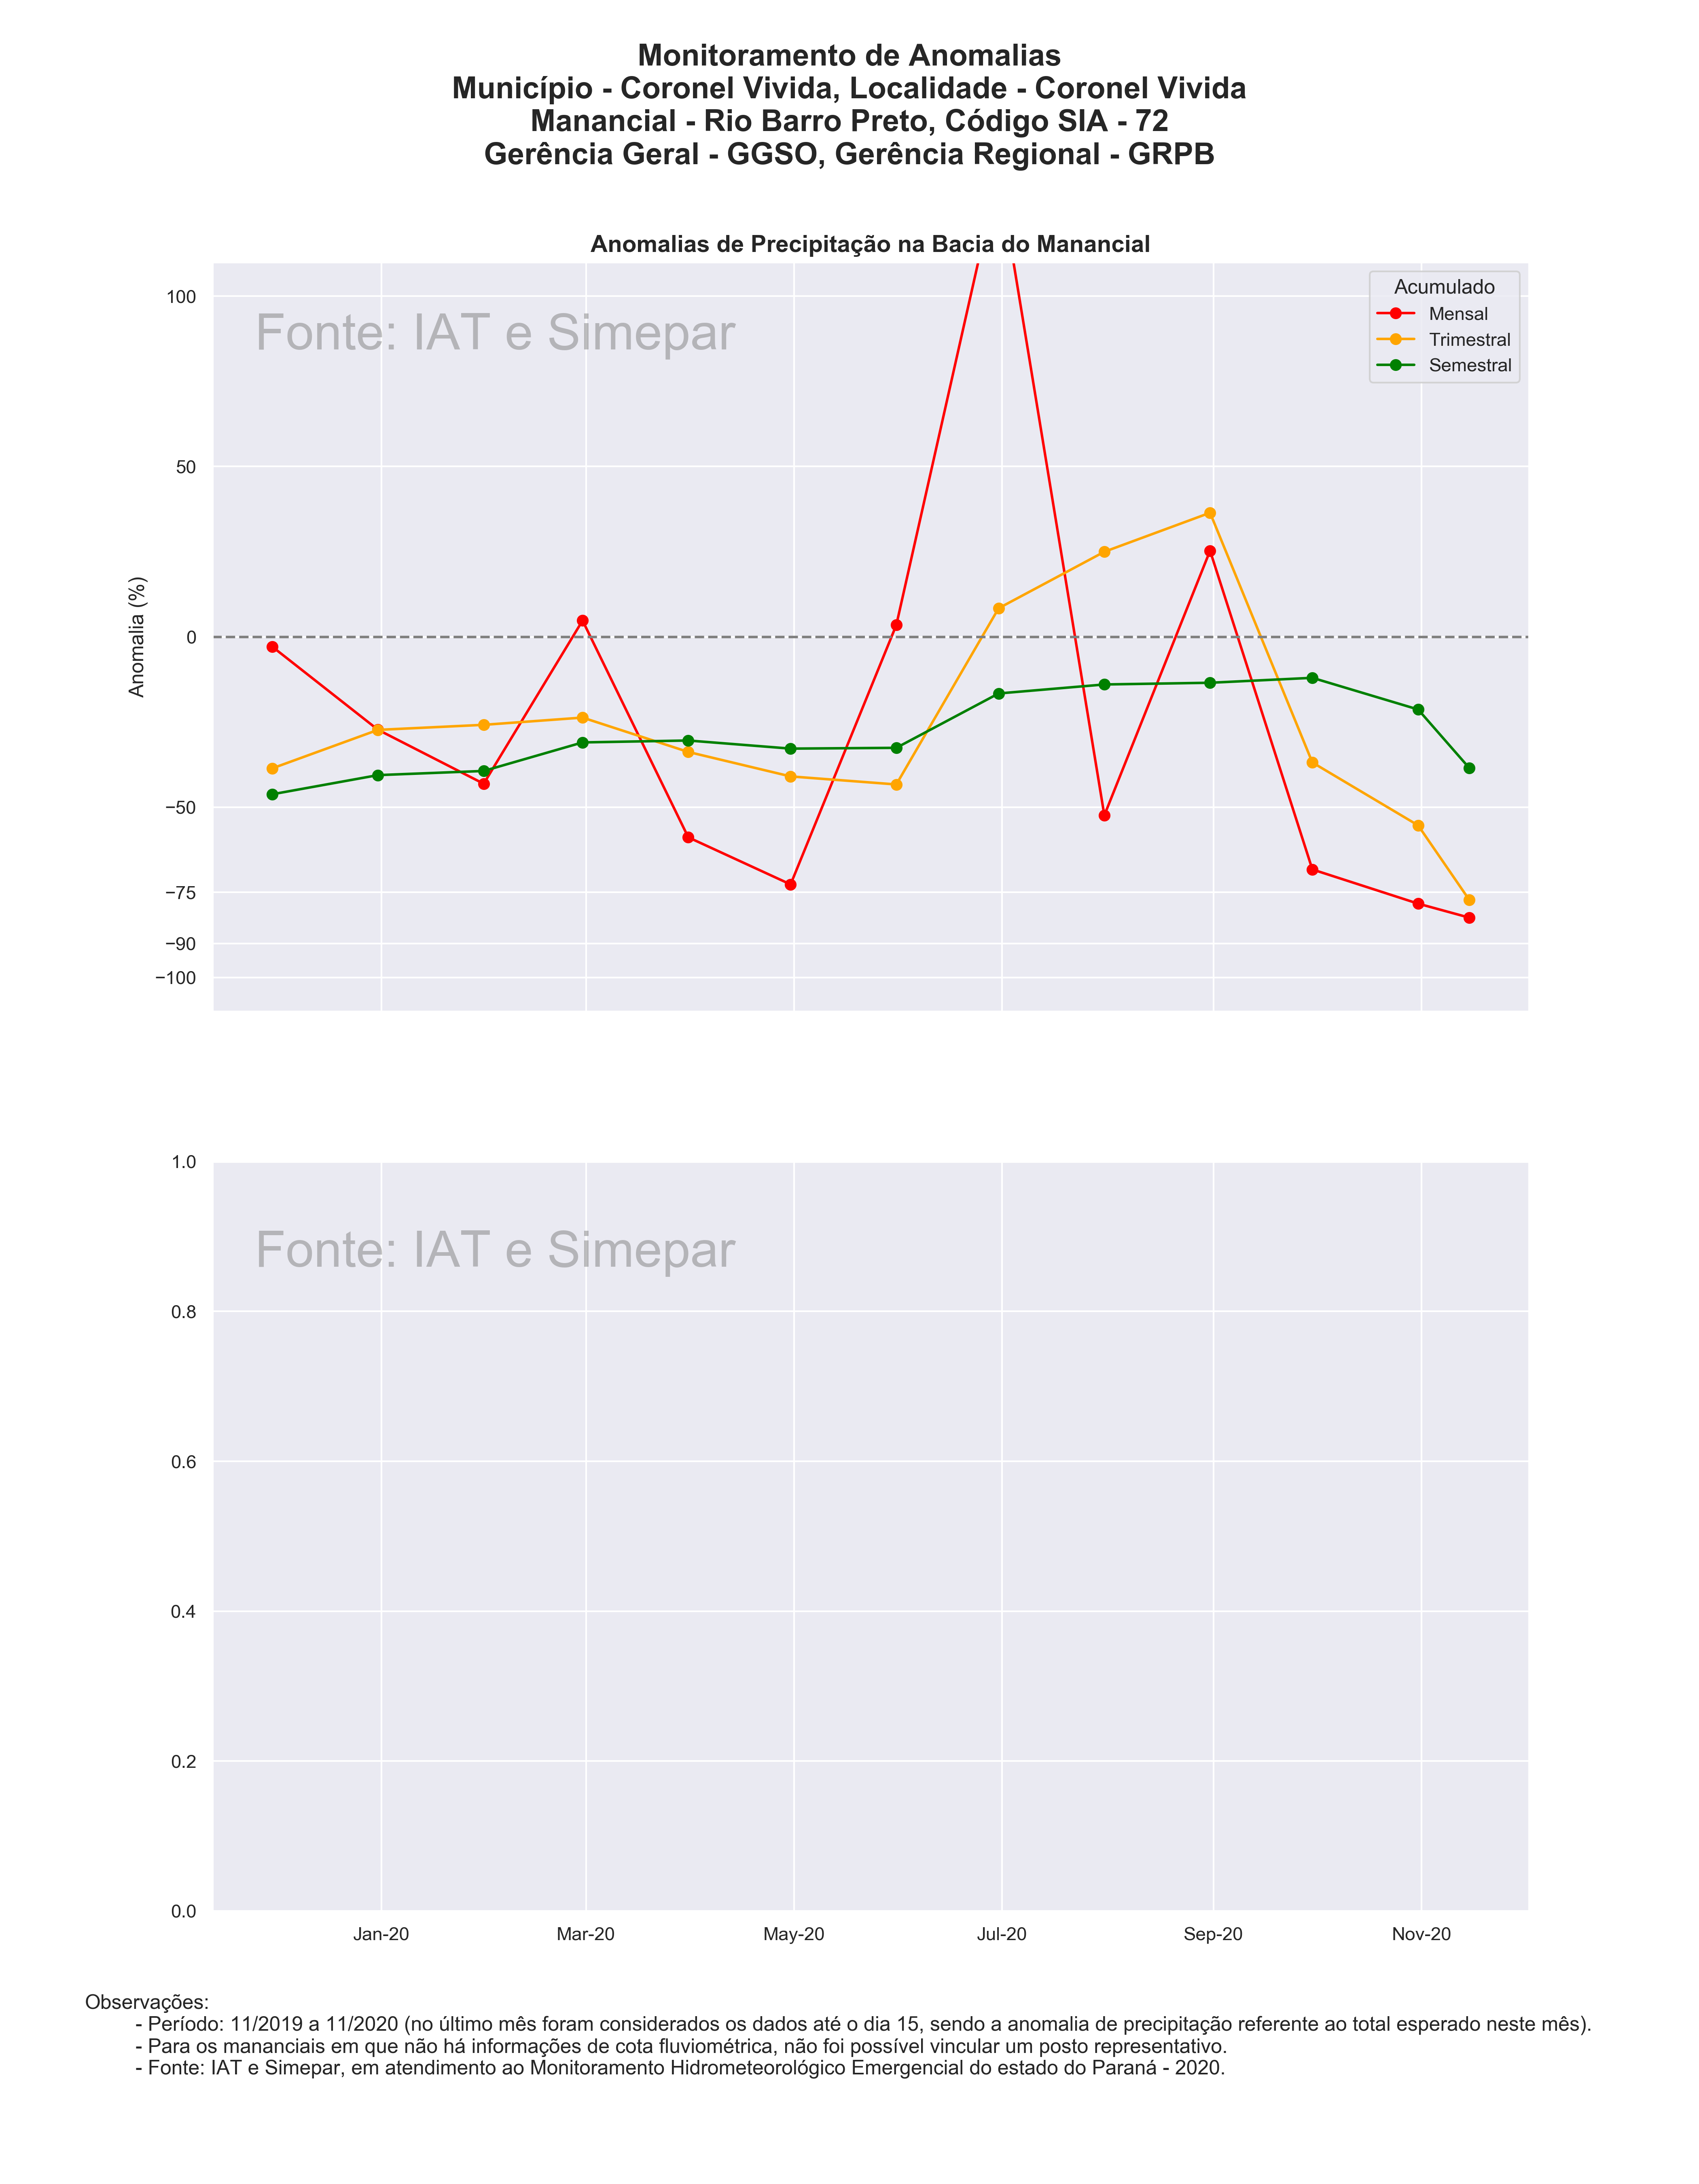 Monitoramento de Anomalias
Município - Coronel Vivida, Localidade - Coronel Vivida
Manancial - Rio Barro Preto, Código SIA - 72
Gerência Geral - GGSO, Gerência Regional - GRPB
Anomalias de Precipitação na Bacia do Manancial
Fonte: IAT e Simepar
Acumulado
Mensal
Trimestral
Semestral
Anomalia (%)
100
50
0
−50
−75
−90
−100
Fonte: IAT e Simepar
1.0
0.8
0.6
0.4
0.2
0.0
Jan-20 Mar-20 May-20 Jul-20 Sep-20 Nov-20
Observações:
- Período: 11/2019 a 11/2020 (no último mês foram considerados os dados até o dia 15, sendo a anomalia de precipitação referente ao total esperado neste mês).
- Para os mananciais em que não há informações de cota fluviométrica, não foi possível vincular um posto representativo.
- Fonte: IAT e Simepar, em atendimento ao Monitoramento Hidrometeorológico Emergencial do estado do Paraná - 2020.